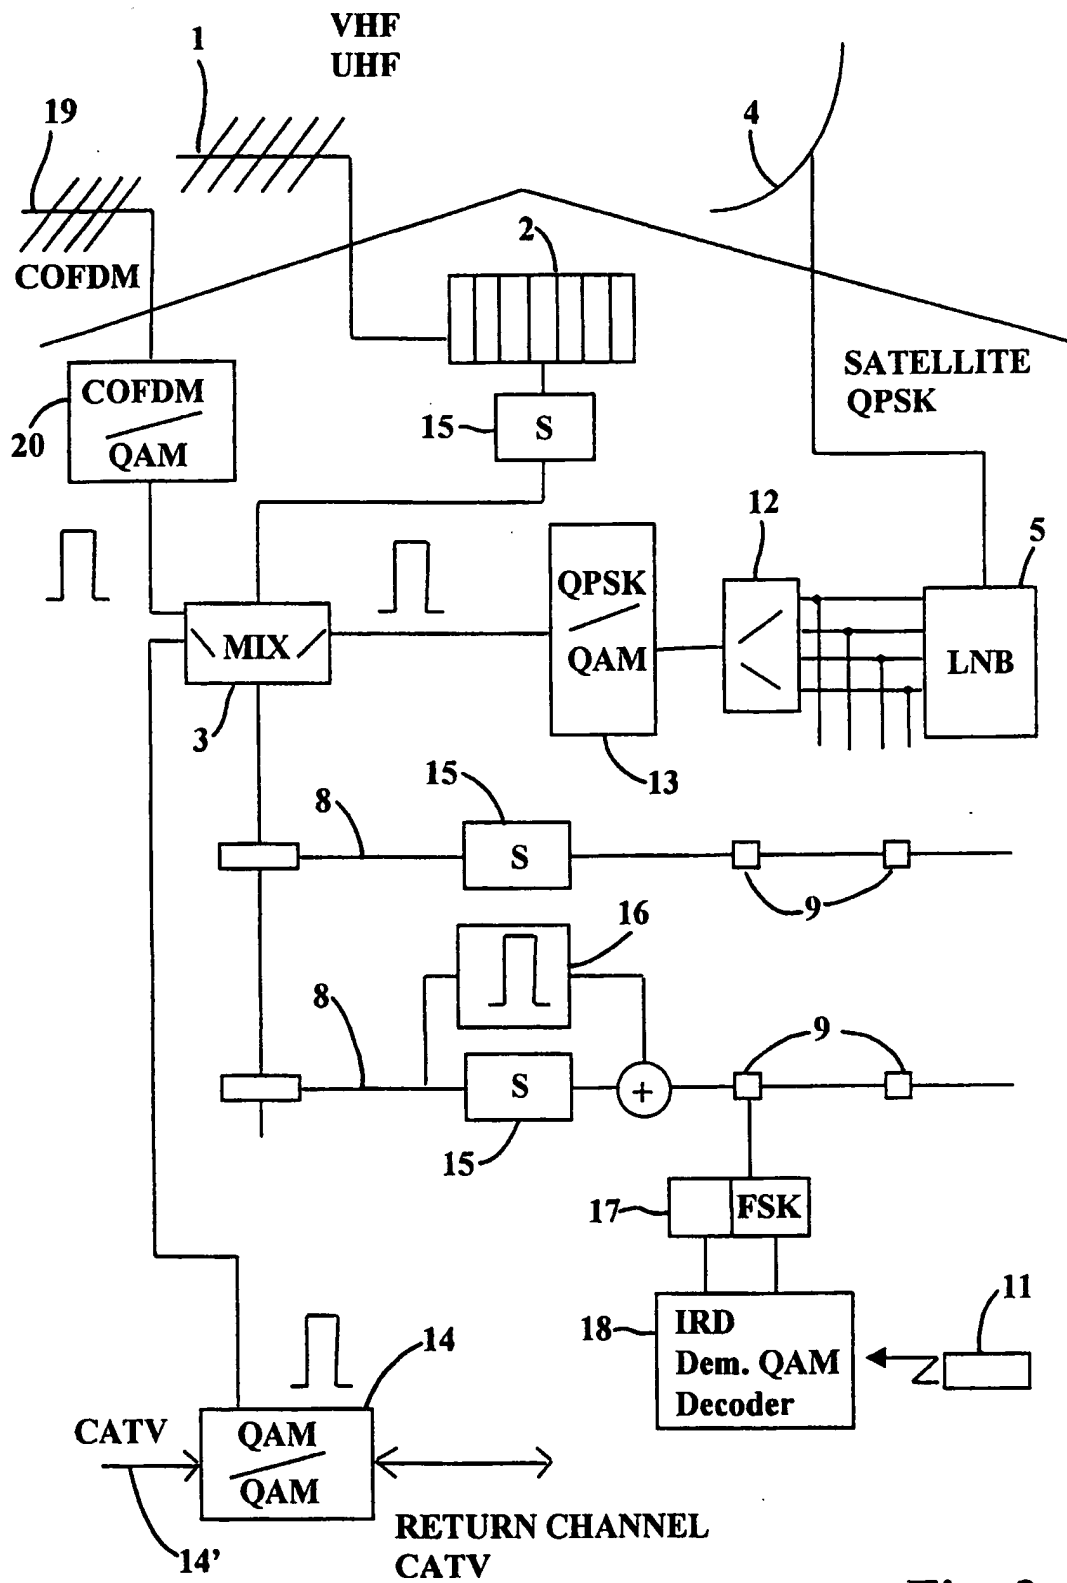 VHF
UHF
1
19
4
2
COFDM
SATELLITE
QPSK
COFDM
QAM
20
15
S
12
5
QPSK
QAM
MIX
LNB
3
13
15
8
S
9
16
8
9
S
+
15
17
FSK
11
18
IRD
Dem. QAM
Decoder
14
CATV
QAM
QAM
RETURN CHANNEL
CATV
14'